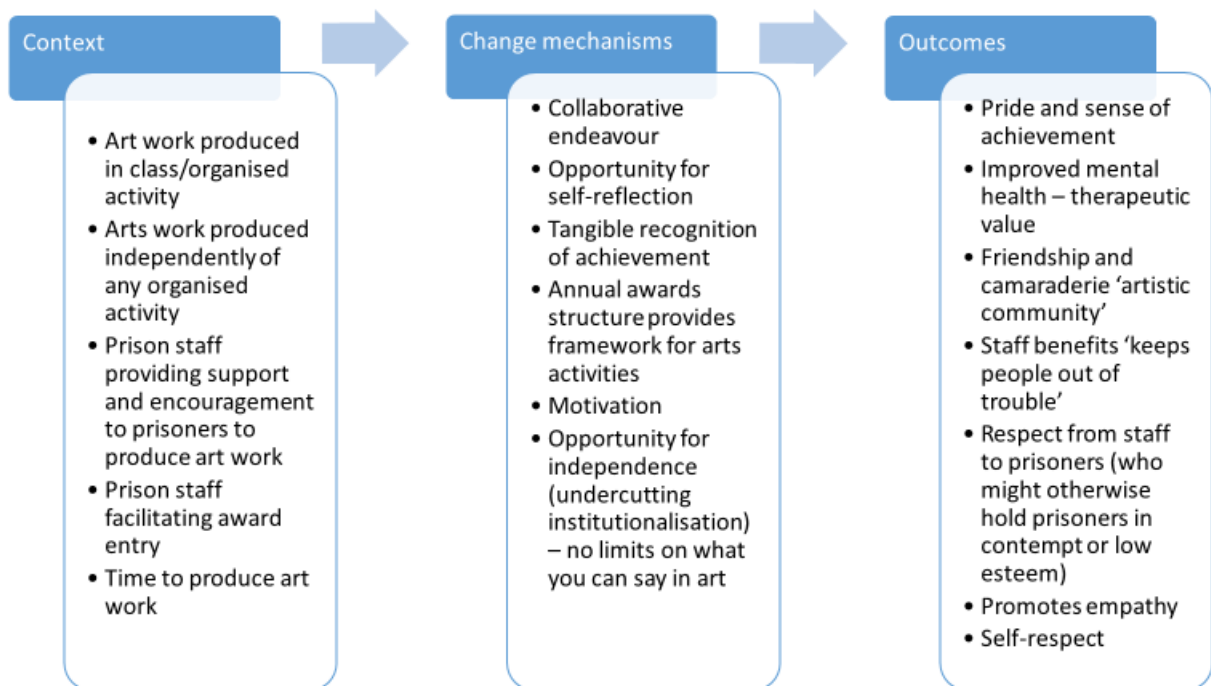 Context
• Art work produced
in class/organised
activity
• Arts work produced
independently of
any organised
activity
• Prison staff
providing support
and encouragement
to prisoners to
produce art work
• Prison staff
facilitating award
entry
• Time to produce art
work
Change mechanisms
• Collaborative
endeavour
• Opportunity for
self-reflection
• Tangible recognition
of achievement
• Annual awards
structure provides
framework for arts
activities
• Motivation
• Opportunity for
independence
(undercutting
institutionalisation)
– no limits on what
you can say in art
Outcomes
• Pride and sense of
achievement
• Improved mental
health – therapeutic
value
• Friendship and
camaraderie ‘artistic
community’
• Staff benefits ‘keeps
people out of
trouble’
• Respect from staff
to prisoners (who
might otherwise
hold prisoners in
contempt or low
esteem)
• Promotes empathy
• Self-respect